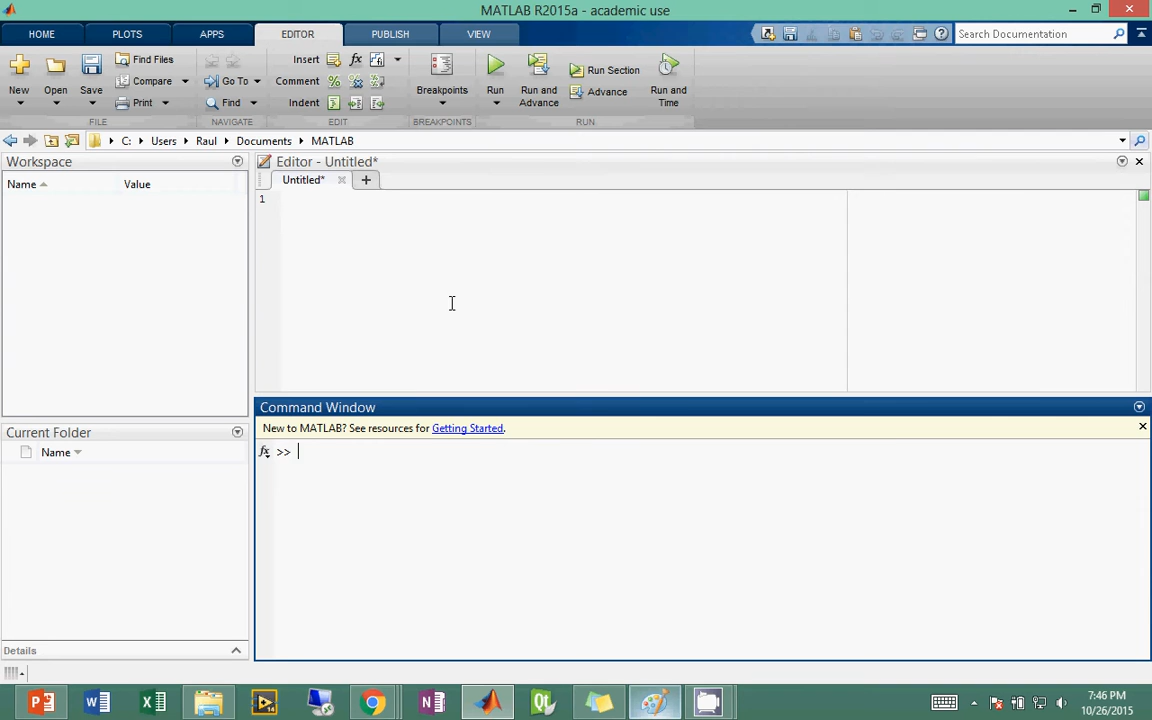 MATLAB R2015a - academic use
HOME PLOTS APPS EDITOR PUBLISH VIEW Search Documentation
New Open Save Find Files Compare Print Go To Find Insert fx Comment % Indent Breakpoints Run Run and Advance Run Section Advance Run and Time
FILE NAVIGATE EDIT BREAKPOINTS RUN
C: Users Raul Documents MATLAB
Workspace
Name Value
Editor - Untitled*
Untitled* +
1
Command Window
New to MATLAB? See resources for Getting Started.
fx >>
Current Folder
Name
Details
7:46 PM
10/26/2015